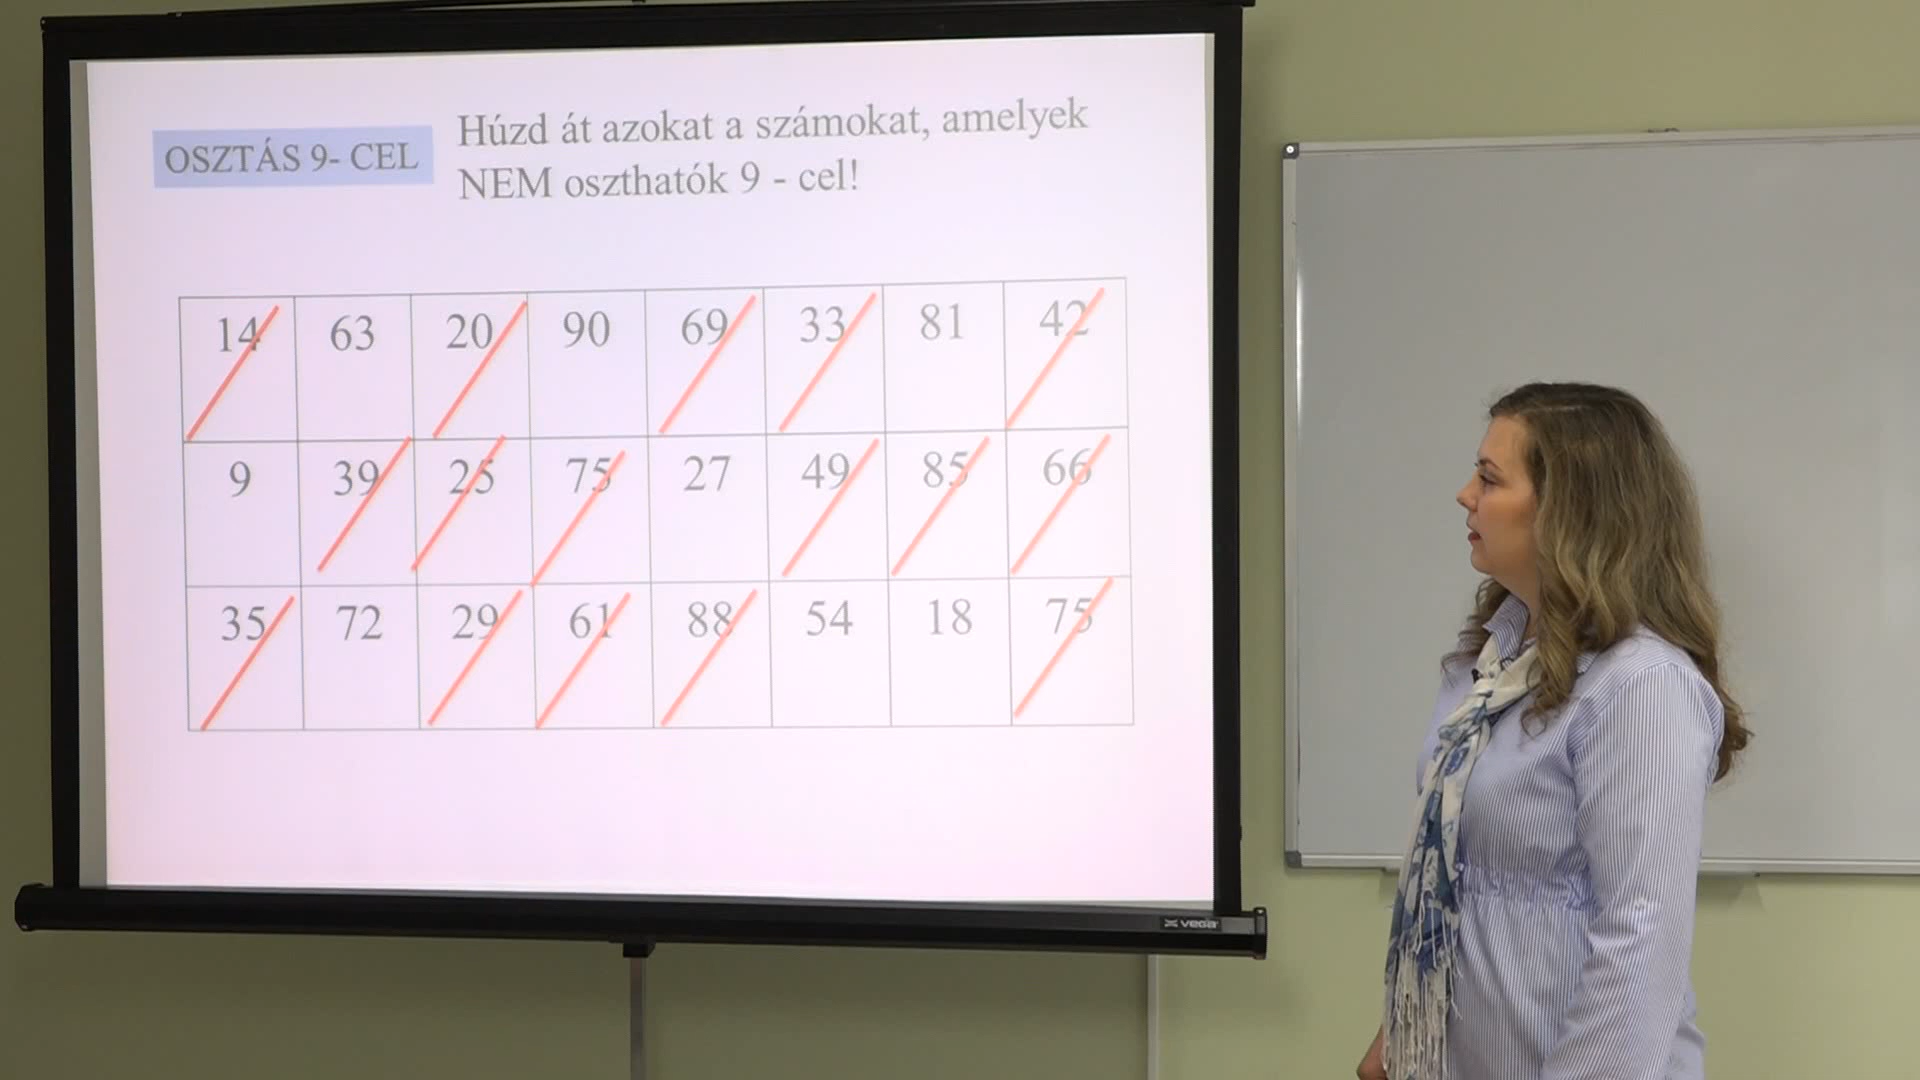 OSZTÁS 9- CEL
Húzd át azokat a számokat, amelyek
NEM oszthatók 9 - cel!
14 63 20 90 69 33 81 42
9 39 25 75 27 49 85 66
35 72 29 61 88 54 18 75
vega